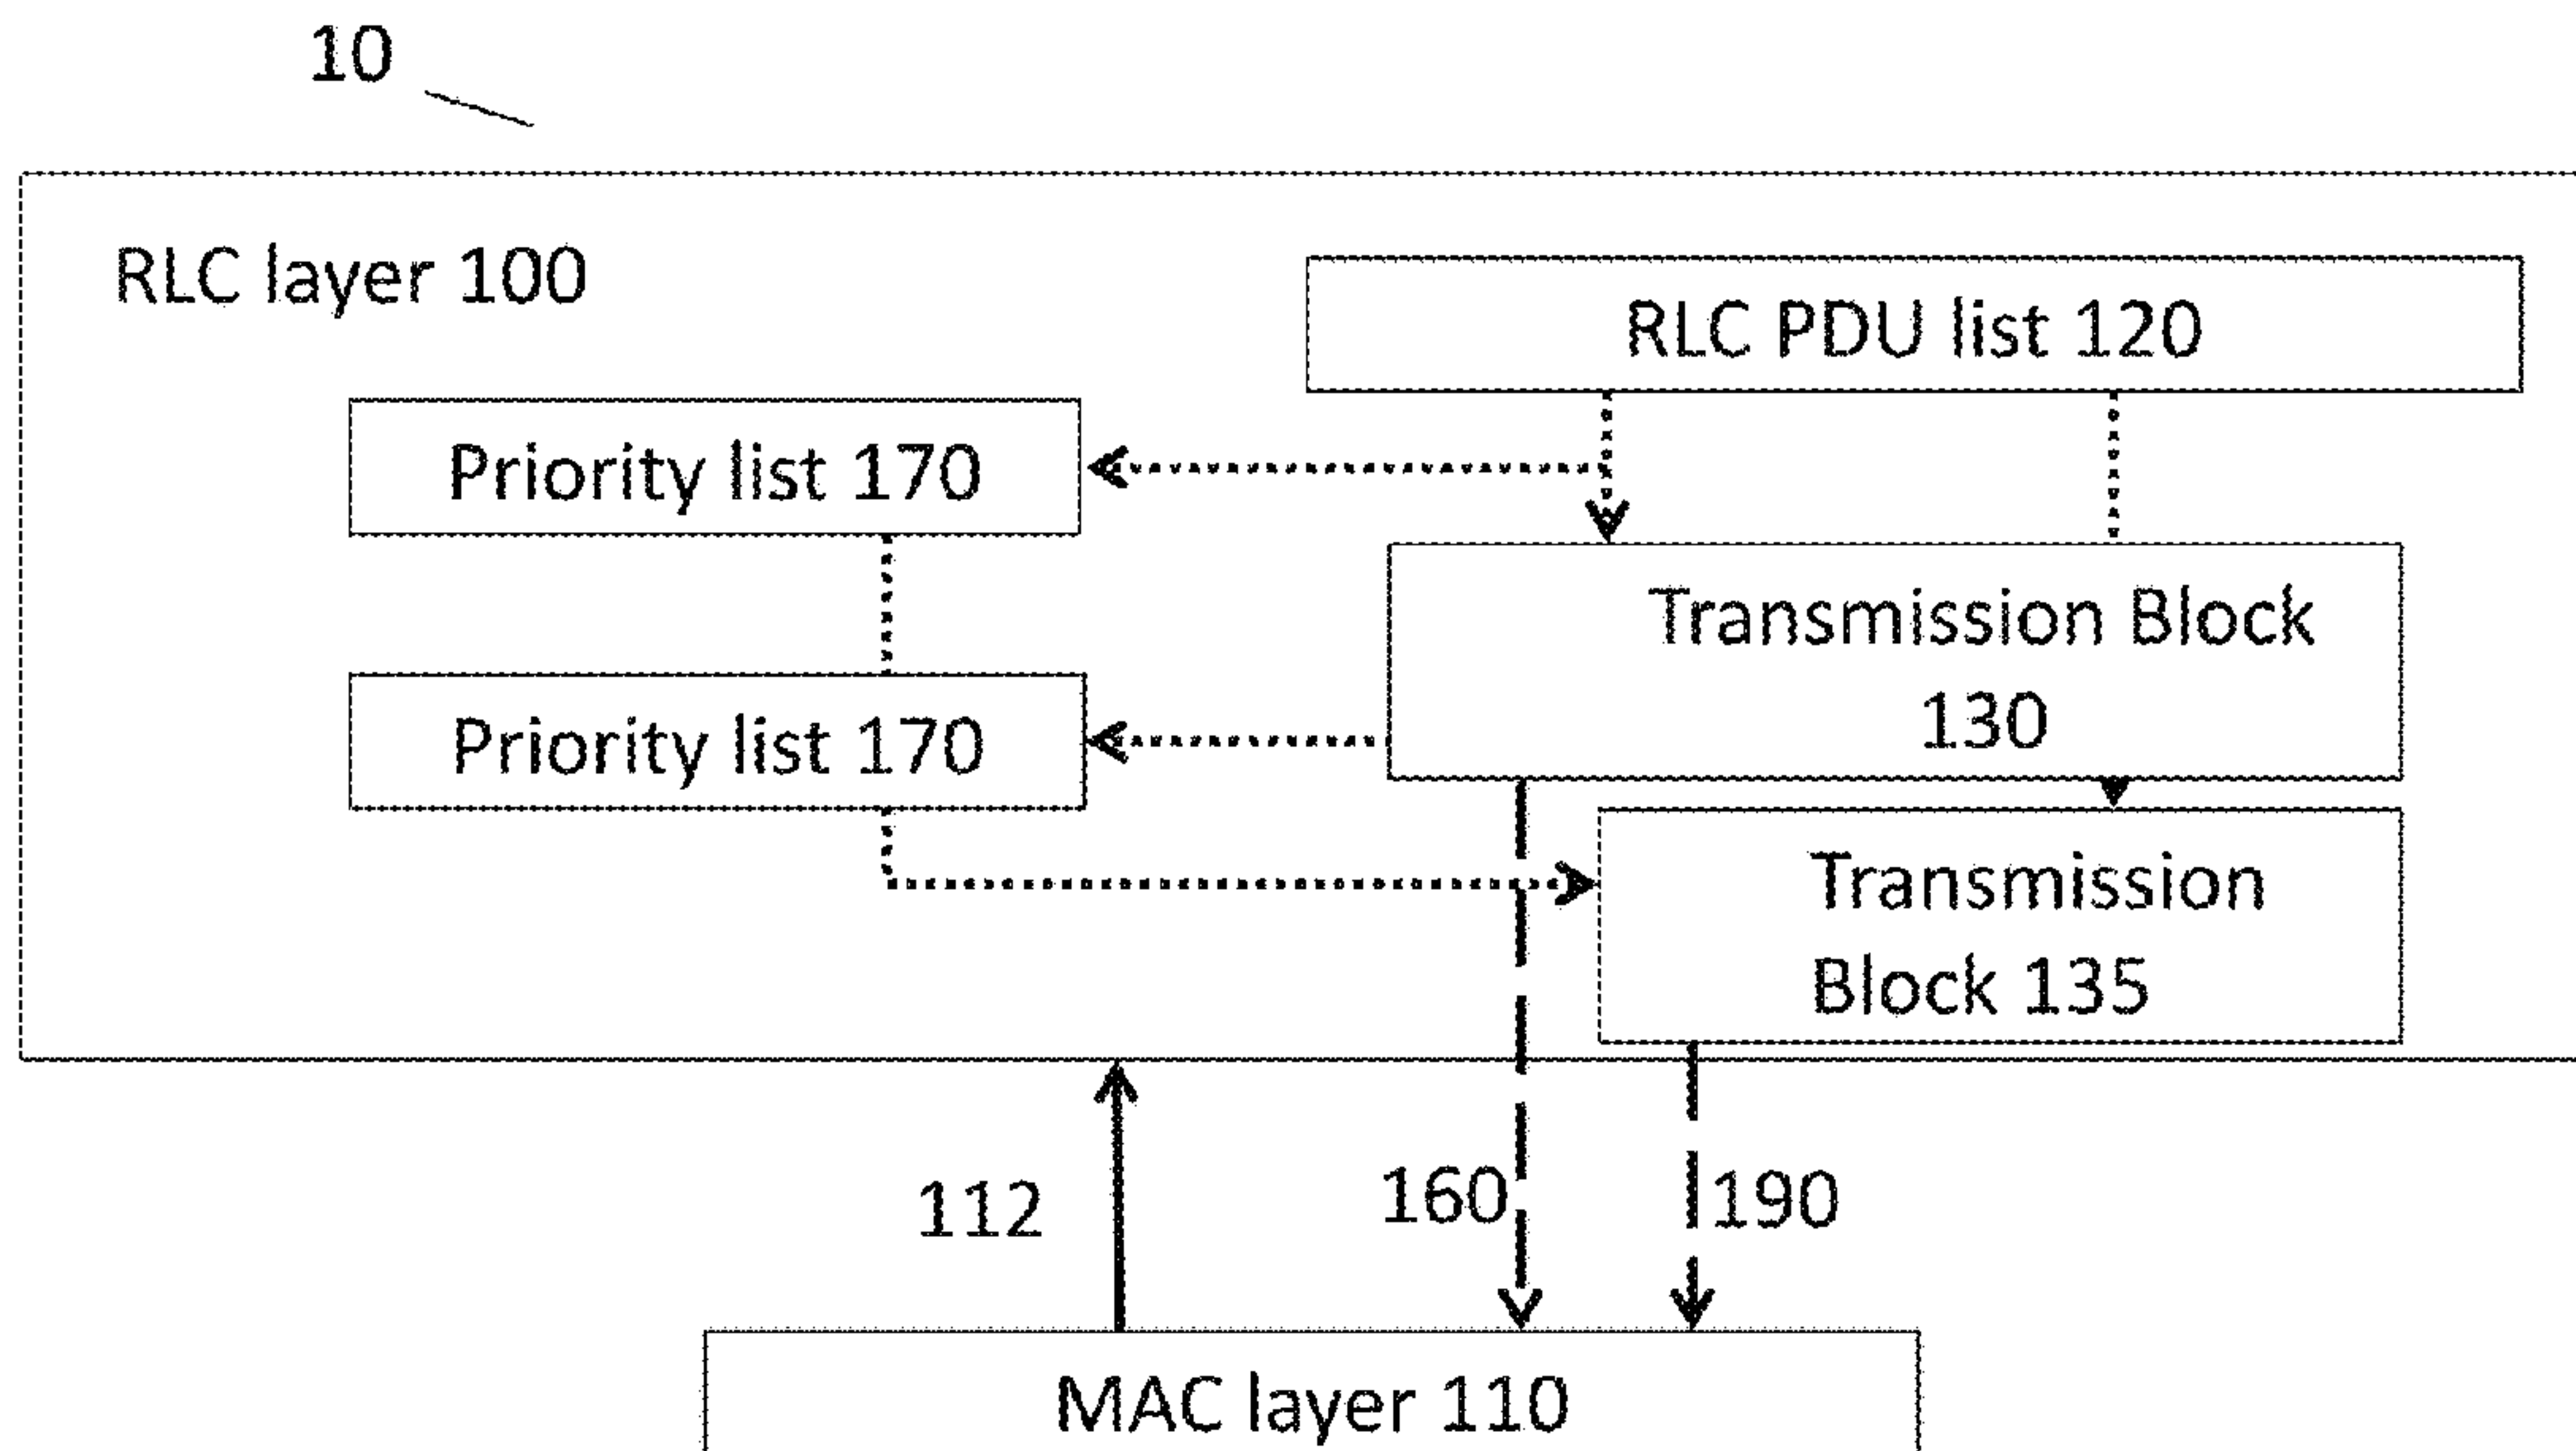 10
RLC layer 100
RLC PDU list 120
Priority list 170
Transmission Block
130
Priority list 170
Transmission
Block 135
112
160
190
MAC layer 110